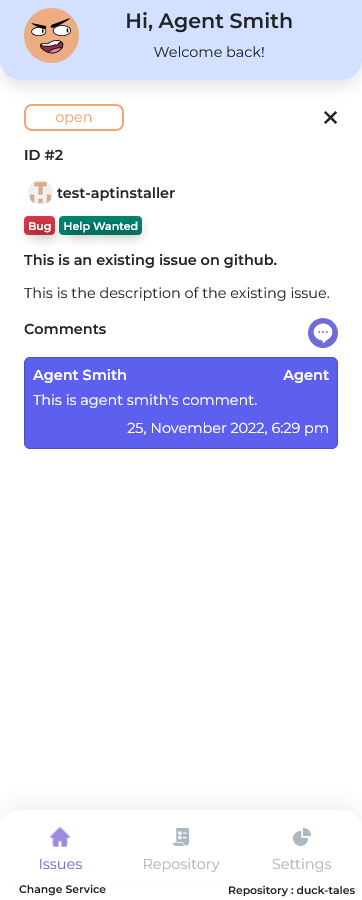 Hi, Agent Smith
Welcome back!
open
ID #2
test-aptinstaller
Bug Help Wanted
This is an existing issue on github.
This is the description of the existing issue.
Comments
Agent Smith Agent
This is agent smith's comment.
25, November 2022, 6:29 pm
Issues Repository Settings
Change Service Repository : duck-tales